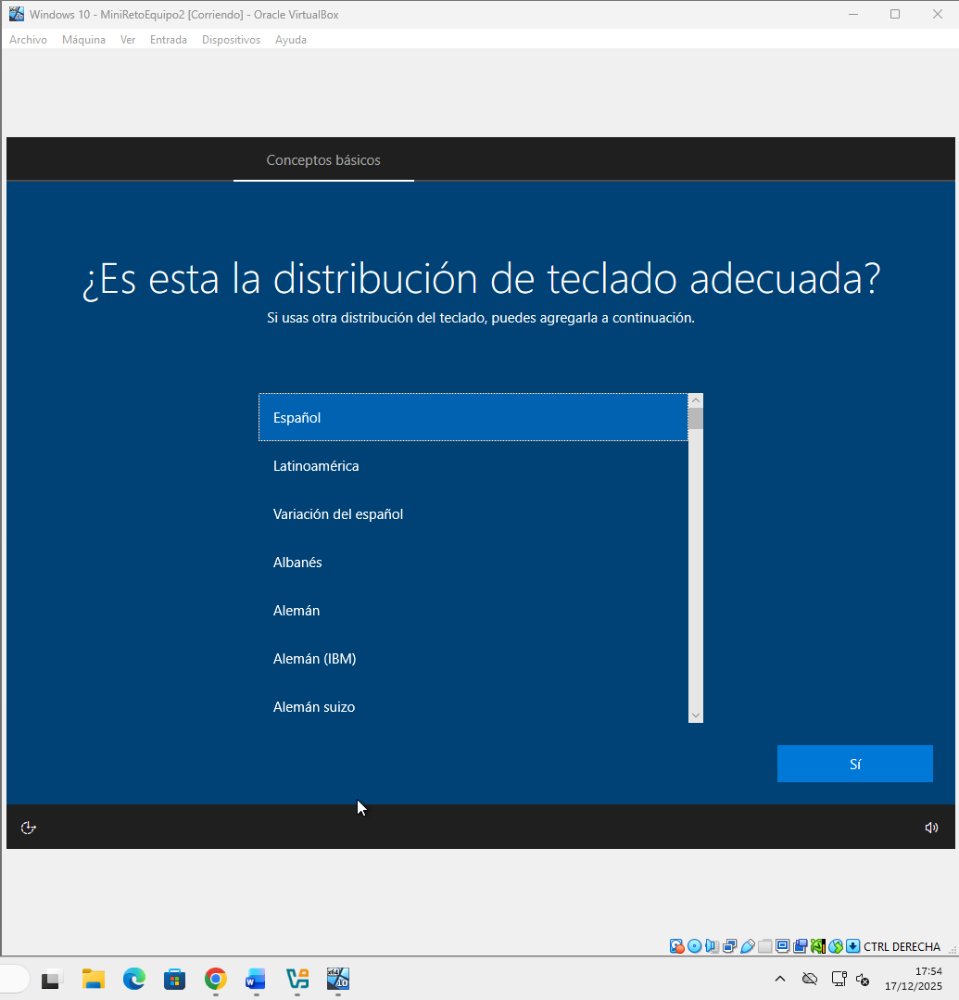 Windows 10 - MiniRetoEquipo2 [Corriendo] - Oracle VirtualBox
Archivo Máquina Ver Entrada Dispositivos Ayuda
Conceptos básicos
¿Es esta la distribución de teclado adecuada?
Si usas otra distribución del teclado, puedes agregarla a continuación.
Español
Latinoamérica
Variación del español
Albanés
Alemán
Alemán (IBM)
Alemán suizo
Sí
CTRL DERECHA
17:54
17/12/2025